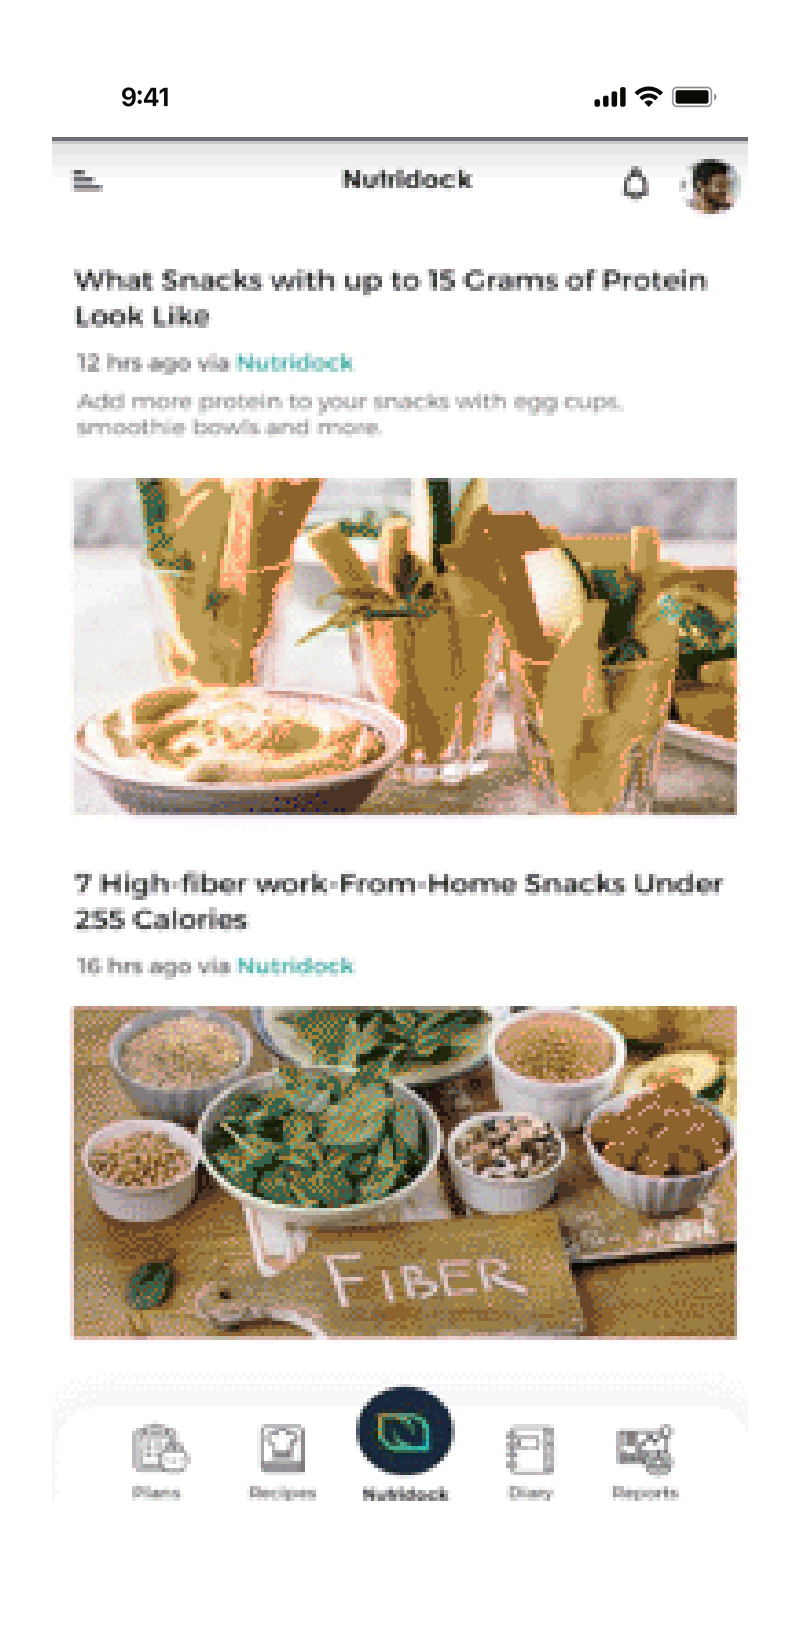 9:41
Nutridock
What Snacks with up to 15 Grams of Protein
Look Like
12 hrs ago via Nutridock
Add more protein to your snacks with egg cups,
smoothie bowls and more.
7 High-fiber work-From-Home Snacks Under
255 Calories
16 hrs ago via Nutridock
FIBER
Plans
Recipes
Nutridock
Diary
Reports